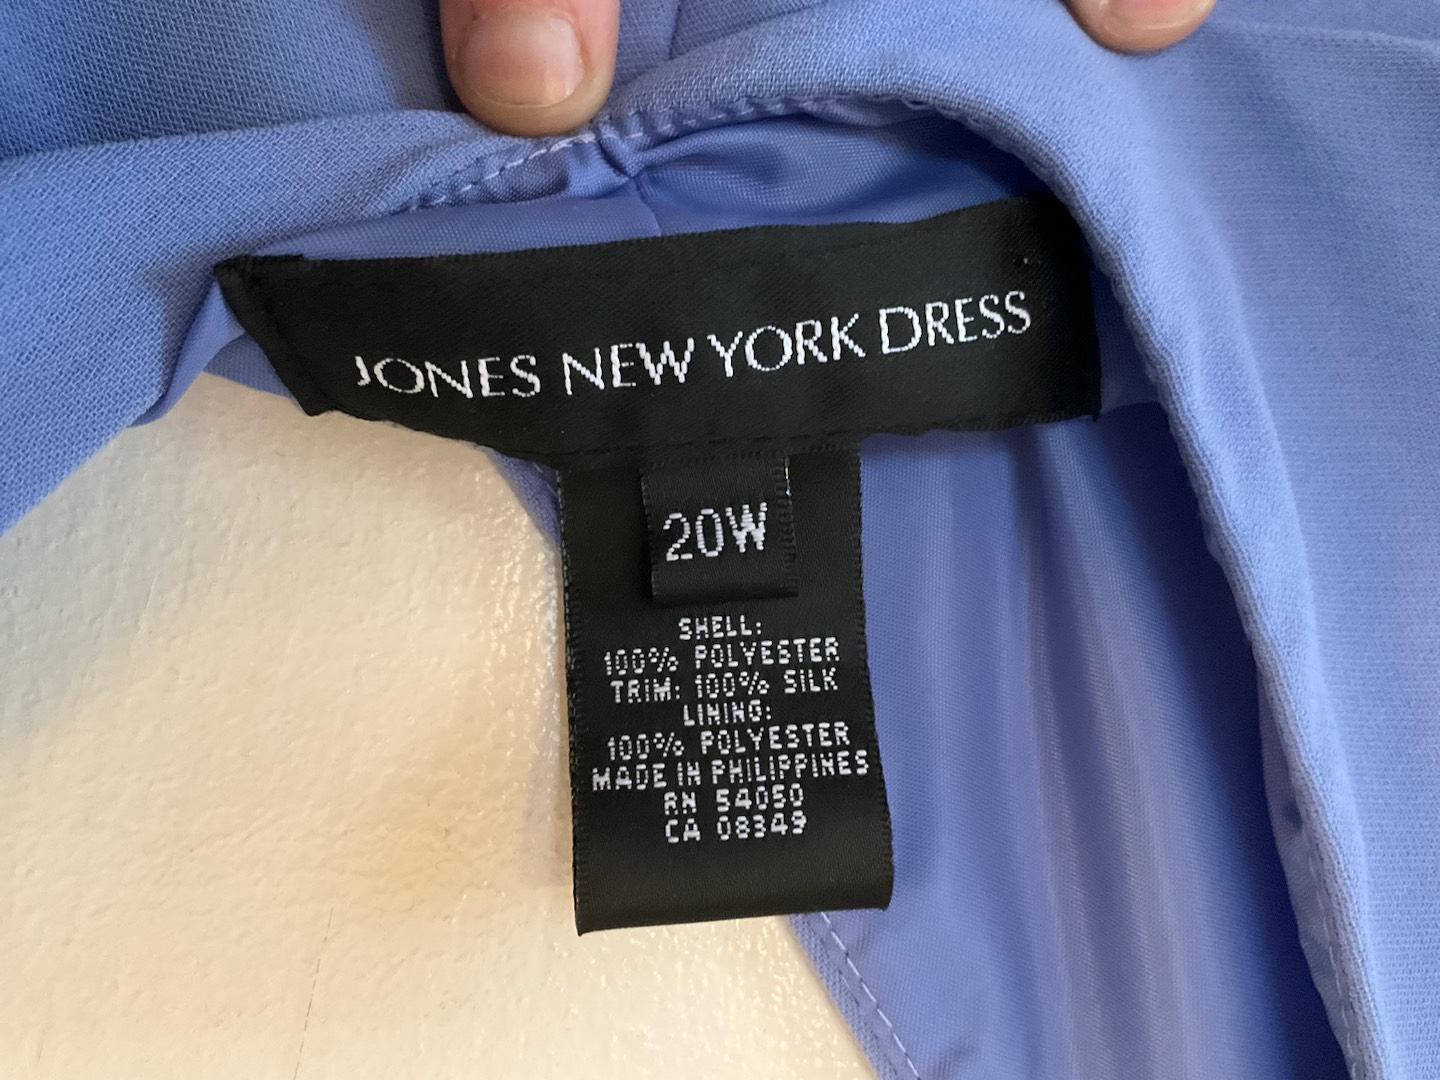 JONES NEW YORK DRESS
20W
SHELL:
100% POLYESTER
TRIM: 100% SILK
LINING:
100% POLYESTER
MADE IN PHILIPPINES
RN 54050
CA 08349